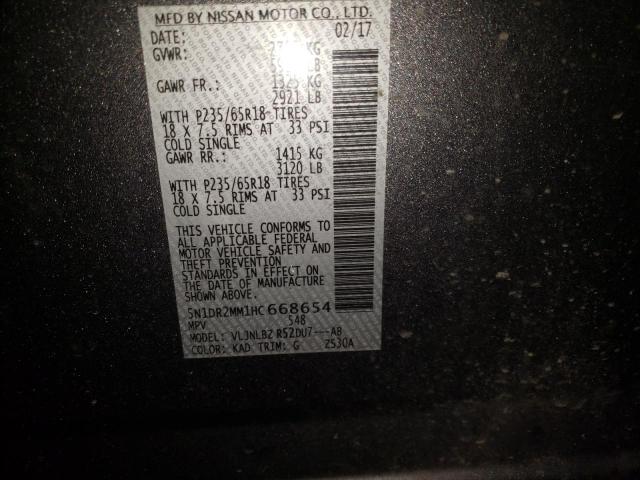 MFD BY NISSAN MOTOR CO., LTD.
DATE: 02/17
GVWR: KG
LB
GAWR FR.: KG
2921 LB
WITH P235/65R18 TIRES
18 X 7.5 RIMS AT 33 PSI
COLD SINGLE
GAWR RR.: 1415 KG
3120 LB
WITH P235/65R18 TIRES
18 X 7.5 RIMS AT 33 PSI
COLD SINGLE
THIS VEHICLE CONFORMS TO
ALL APPLICABLE FEDERAL
MOTOR VEHICLE SAFETY AND
THEFT PREVENTION
STANDARDS IN EFFECT ON
THE DATE OF MANUFACTURE
SHOWN ABOVE.
5N1DR2MM1HC668654
MPV 548
MODEL: VLJNLBZ R52DU7---AB
COLOR: KAD TRIM: G ZS30A